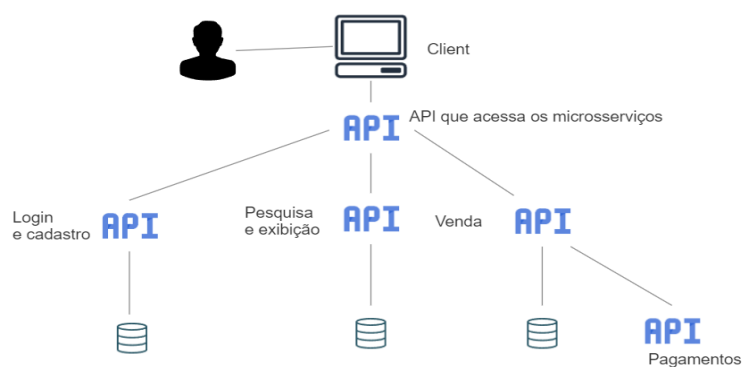 Client
API
API que acessa os microsserviços
Login
e cadastro
API
Pesquisa
e exibição
API
Venda
API
API
Pagamentos